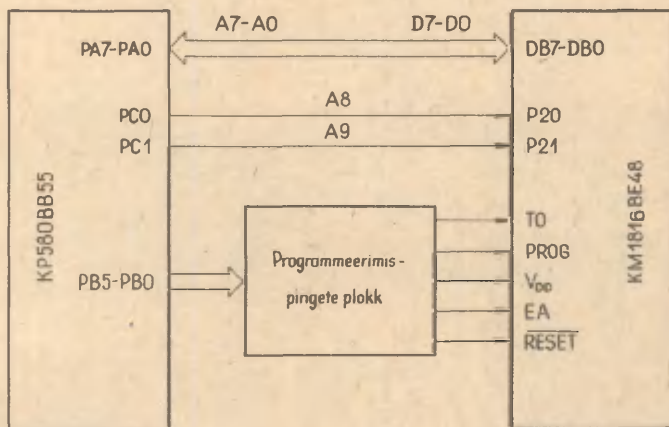 A7-A0
D7-D0
PA7-PA0
DB7-DB0
PC0
A8
P20
PC1
A9
P21
KP580BB55
KM1816BE48
T0
PROG
Programmeerimis-
pingete plokk
PB5-PB0
VDD
EA
RESET